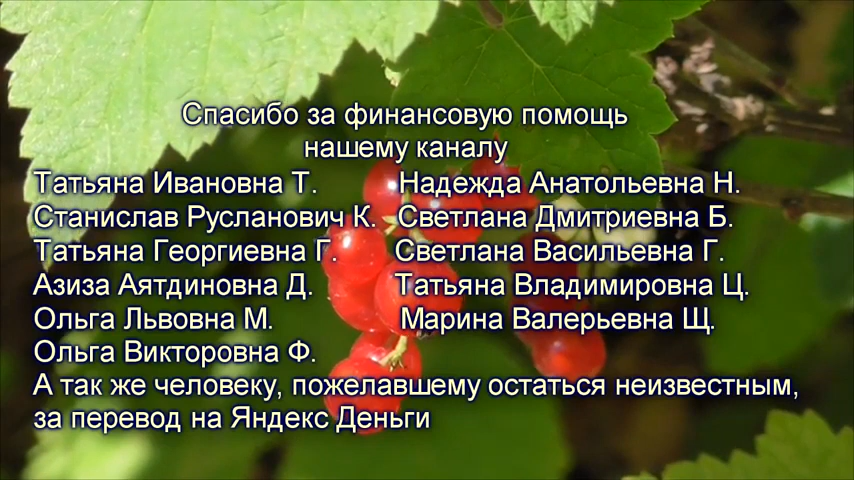 Спасибо за финансовую помощь
нашему каналу
Татьяна Ивановна Т. Надежда Анатольевна Н.
Станислав Русланович К. Светлана Дмитриевна Б.
Татьяна Георгиевна Г. Светлана Васильевна Г.
Азиза Аятдиновна Д. Татьяна Владимировна Ц.
Ольга Львовна М. Марина Валерьевна Щ.
Ольга Викторовна Ф.
А так же человеку, пожелавшему остаться неизвестным,
за перевод на Яндекс Деньги